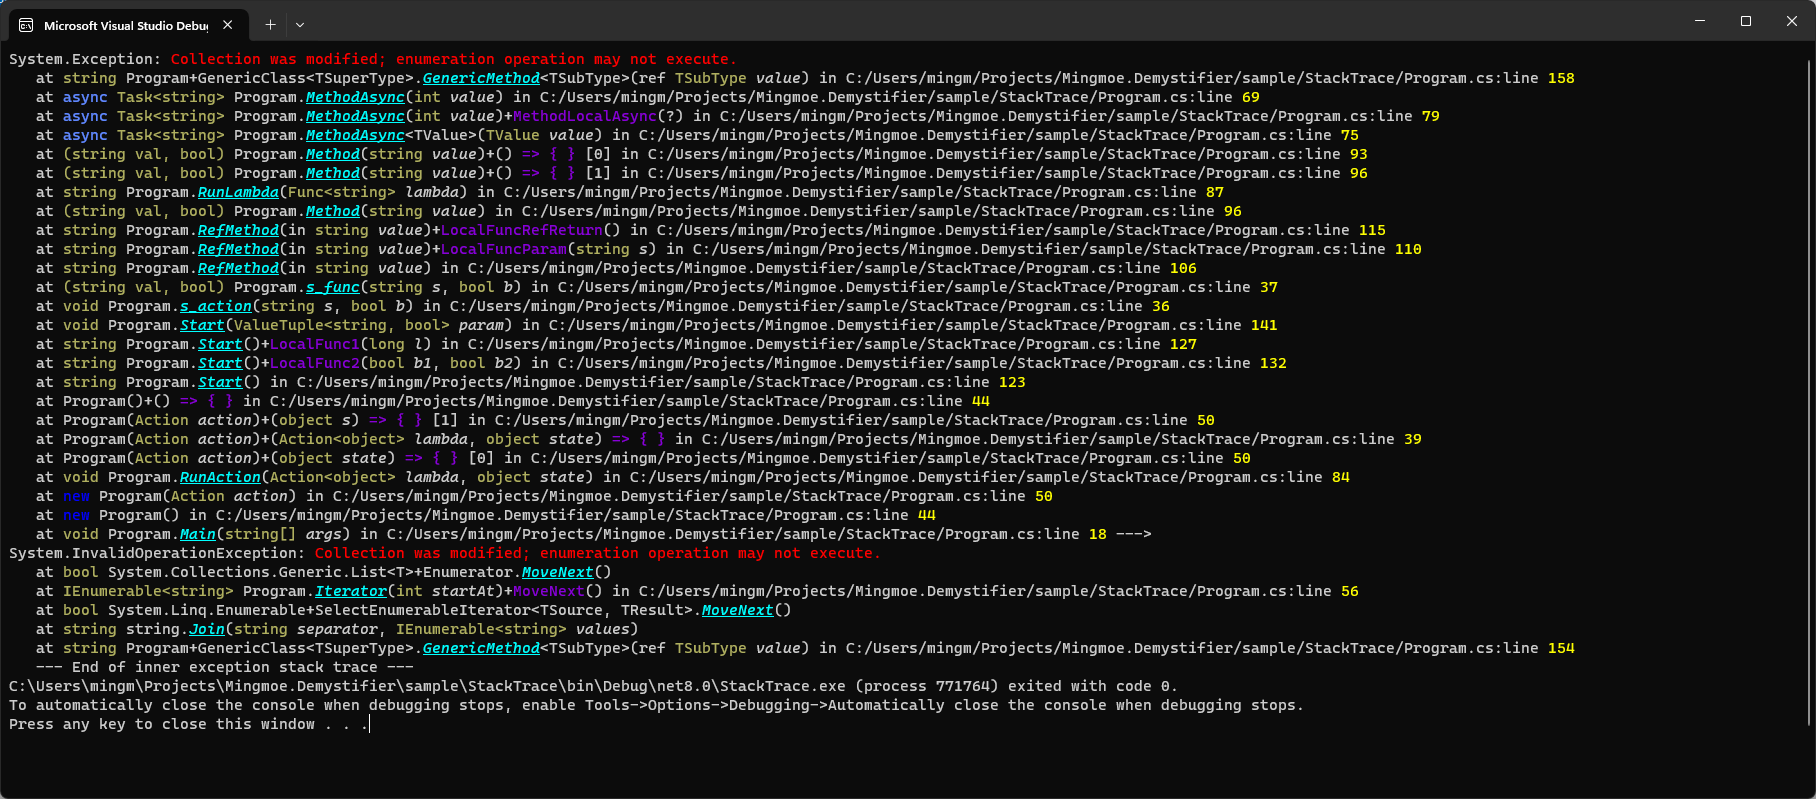 Microsoft Visual Studio Debu
System.Exception: Collection was modified; enumeration operation may not execute.
at string Program+GenericClass<TSuperType>.GenericMethod<TSubType>(ref TSubType value) in C:/Users/mingm/Projects/Mingmoe.Demystifier/sample/StackTrace/Program.cs:line 158
at async Task<string> Program.MethodAsync(int value) in C:/Users/mingm/Projects/Mingmoe.Demystifier/sample/StackTrace/Program.cs:line 69
at async Task<string> Program.MethodAsync(int value)+MethodLocalAsync(?) in C:/Users/mingm/Projects/Mingmoe.Demystifier/sample/StackTrace/Program.cs:line 79
at async Task<string> Program.MethodAsync<TValue>(TValue value) in C:/Users/mingm/Projects/Mingmoe.Demystifier/sample/StackTrace/Program.cs:line 75
at (string val, bool) Program.Method(string value)+() => { } [0] in C:/Users/mingm/Projects/Mingmoe.Demystifier/sample/StackTrace/Program.cs:line 93
at (string val, bool) Program.Method(string value)+() => { } [1] in C:/Users/mingm/Projects/Mingmoe.Demystifier/sample/StackTrace/Program.cs:line 96
at string Program.RunLambda(Func<string> lambda) in C:/Users/mingm/Projects/Mingmoe.Demystifier/sample/StackTrace/Program.cs:line 87
at (string val, bool) Program.Method(string value) in C:/Users/mingm/Projects/Mingmoe.Demystifier/sample/StackTrace/Program.cs:line 96
at string Program.RefMethod(in string value)+LocalFuncRefReturn() in C:/Users/mingm/Projects/Mingmoe.Demystifier/sample/StackTrace/Program.cs:line 115
at string Program.RefMethod(in string value)+LocalFuncParam(string s) in C:/Users/mingm/Projects/Mingmoe.Demystifier/sample/StackTrace/Program.cs:line 110
at string Program.RefMethod(in string value) in C:/Users/mingm/Projects/Mingmoe.Demystifier/sample/StackTrace/Program.cs:line 106
at (string val, bool) Program.s_func(string s, bool b) in C:/Users/mingm/Projects/Mingmoe.Demystifier/sample/StackTrace/Program.cs:line 37
at void Program.s_action(string s, bool b) in C:/Users/mingm/Projects/Mingmoe.Demystifier/sample/StackTrace/Program.cs:line 36
at void Program.Start(ValueTuple<string, bool> param) in C:/Users/mingm/Projects/Mingmoe.Demystifier/sample/StackTrace/Program.cs:line 141
at string Program.Start()+LocalFunc1(long l) in C:/Users/mingm/Projects/Mingmoe.Demystifier/sample/StackTrace/Program.cs:line 127
at string Program.Start()+LocalFunc2(bool b1, bool b2) in C:/Users/mingm/Projects/Mingmoe.Demystifier/sample/StackTrace/Program.cs:line 132
at string Program.Start() in C:/Users/mingm/Projects/Mingmoe.Demystifier/sample/StackTrace/Program.cs:line 123
at Program()+() => { } in C:/Users/mingm/Projects/Mingmoe.Demystifier/sample/StackTrace/Program.cs:line 44
at Program(Action action)+(object s) => { } [1] in C:/Users/mingm/Projects/Mingmoe.Demystifier/sample/StackTrace/Program.cs:line 50
at Program(Action action)+(Action<object> lambda, object state) => { } in C:/Users/mingm/Projects/Mingmoe.Demystifier/sample/StackTrace/Program.cs:line 39
at Program(Action action)+(object state) => { } [0] in C:/Users/mingm/Projects/Mingmoe.Demystifier/sample/StackTrace/Program.cs:line 50
at void Program.RunAction(Action<object> lambda, object state) in C:/Users/mingm/Projects/Mingmoe.Demystifier/sample/StackTrace/Program.cs:line 84
at new Program(Action action) in C:/Users/mingm/Projects/Mingmoe.Demystifier/sample/StackTrace/Program.cs:line 50
at new Program() in C:/Users/mingm/Projects/Mingmoe.Demystifier/sample/StackTrace/Program.cs:line 44
at void Program.Main(string[] args) in C:/Users/mingm/Projects/Mingmoe.Demystifier/sample/StackTrace/Program.cs:line 18 --->
System.InvalidOperationException: Collection was modified; enumeration operation may not execute.
at bool System.Collections.Generic.List<T>+Enumerator.MoveNext()
at IEnumerable<string> Program.Iterator(int startAt)+MoveNext() in C:/Users/mingm/Projects/Mingmoe.Demystifier/sample/StackTrace/Program.cs:line 56
at bool System.Linq.Enumerable+SelectEnumerableIterator<TSource, TResult>.MoveNext()
at string string.Join(string separator, IEnumerable<string> values)
at string Program+GenericClass<TSuperType>.GenericMethod<TSubType>(ref TSubType value) in C:/Users/mingm/Projects/Mingmoe.Demystifier/sample/StackTrace/Program.cs:line 154
--- End of inner exception stack trace ---
C:\Users\mingm\Projects\Mingmoe.Demystifier\sample\StackTrace\bin\Debug\net8.0\StackTrace.exe (process 771764) exited with code 0.
To automatically close the console when debugging stops, enable Tools->Options->Debugging->Automatically close the console when debugging stops.
Press any key to close this window . . .